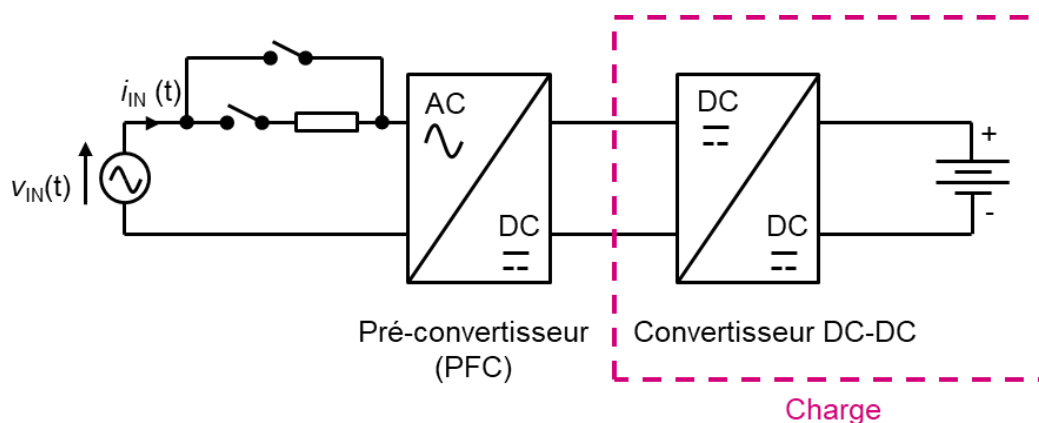 iIN (t)
vIN(t)
AC
DC
DC
DC
+
-
Pré-convertisseur
(PFC)
Convertisseur DC-DC
Charge